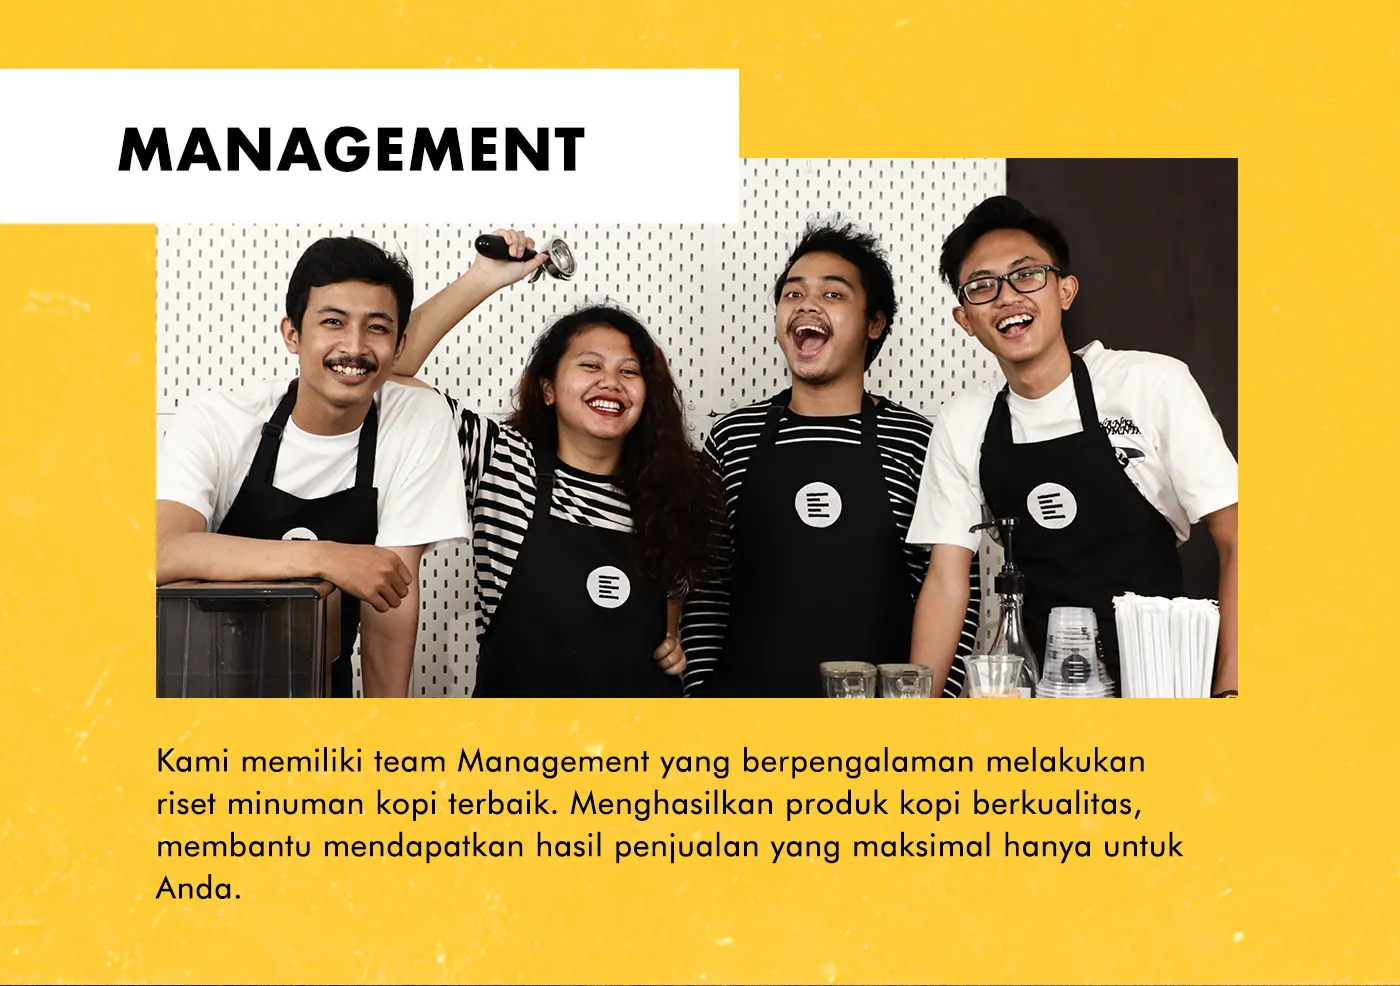 MANAGEMENT
Kami memiliki team Management yang berpengalaman melakukan
riset minuman kopi terbaik. Menghasilkan produk kopi berkualitas,
membantu mendapatkan hasil penjualan yang maksimal hanya untuk
Anda.